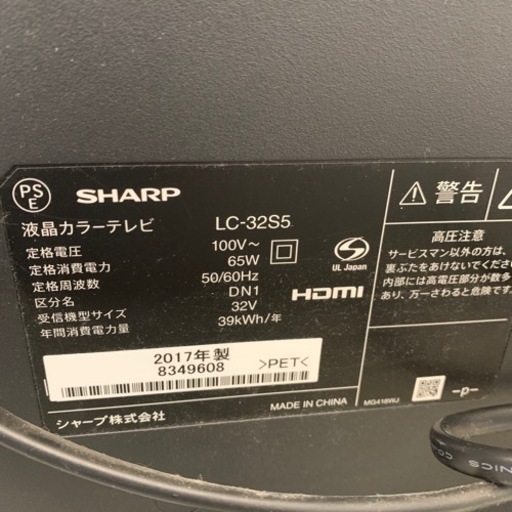 PS
E
SHARP
液晶カラーテレビ LC-32S5
定格電圧 100V~
定格消費電力 65W
定格周波数 50/60Hz
区分名 DN1
受信機型サイズ 32V
年間消費電力量 39kWh/年
UL Japan
HDMI
2017年製
8349608
>PET<
シャープ株式会社
MADE IN CHINA
警告
高圧注意
サービスマン以外の方は、
裏ぶたをあけないでください
内部には高電圧部分が数多
あり、万一さわると危険です
-p-